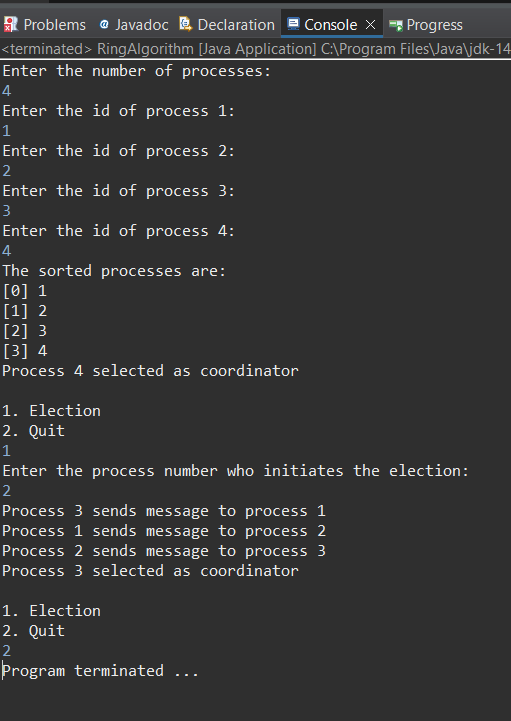 Problems Javadoc Declaration Console Progress
<terminated> RingAlgorithm [Java Application] C:\Program Files\Java\jdk-14
Enter the number of processes:
4
Enter the id of process 1:
1
Enter the id of process 2:
2
Enter the id of process 3:
3
Enter the id of process 4:
4
The sorted processes are:
[0] 1
[1] 2
[2] 3
[3] 4
Process 4 selected as coordinator
1. Election
2. Quit
1
Enter the process number who initiates the election:
2
Process 3 sends message to process 1
Process 1 sends message to process 2
Process 2 sends message to process 3
Process 3 selected as coordinator
1. Election
2. Quit
2
Program terminated ...